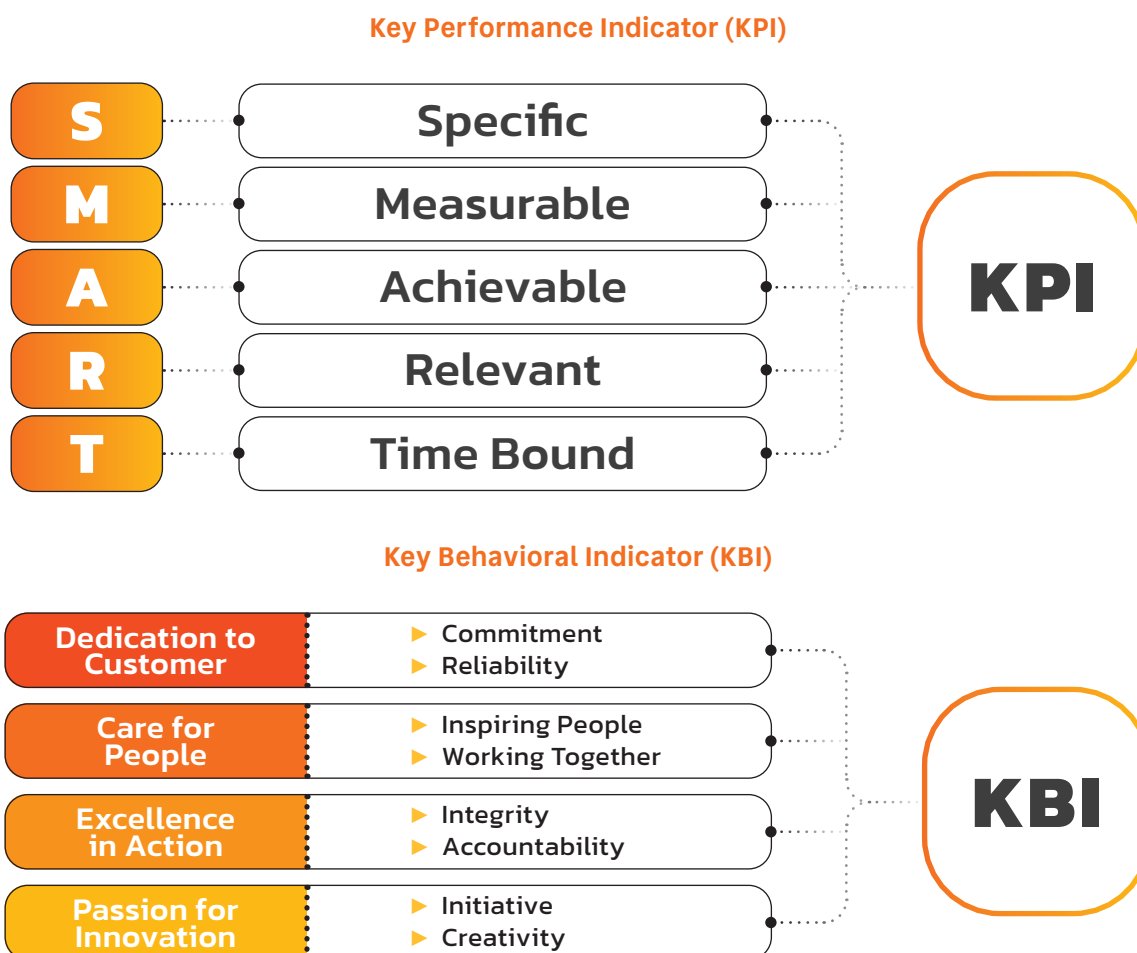 Key Performance Indicator (KPI)
S
Specific
M
Measurable
A
Achievable
R
Relevant
T
Time Bound
KPI
Key Behavioral Indicator (KBI)
Dedication to
Customer
Commitment
Reliability
Care for
People
Inspiring People
Working Together
Excellence
in Action
Integrity
Accountability
Passion for
Innovation
Initiative
Creativity
KBI